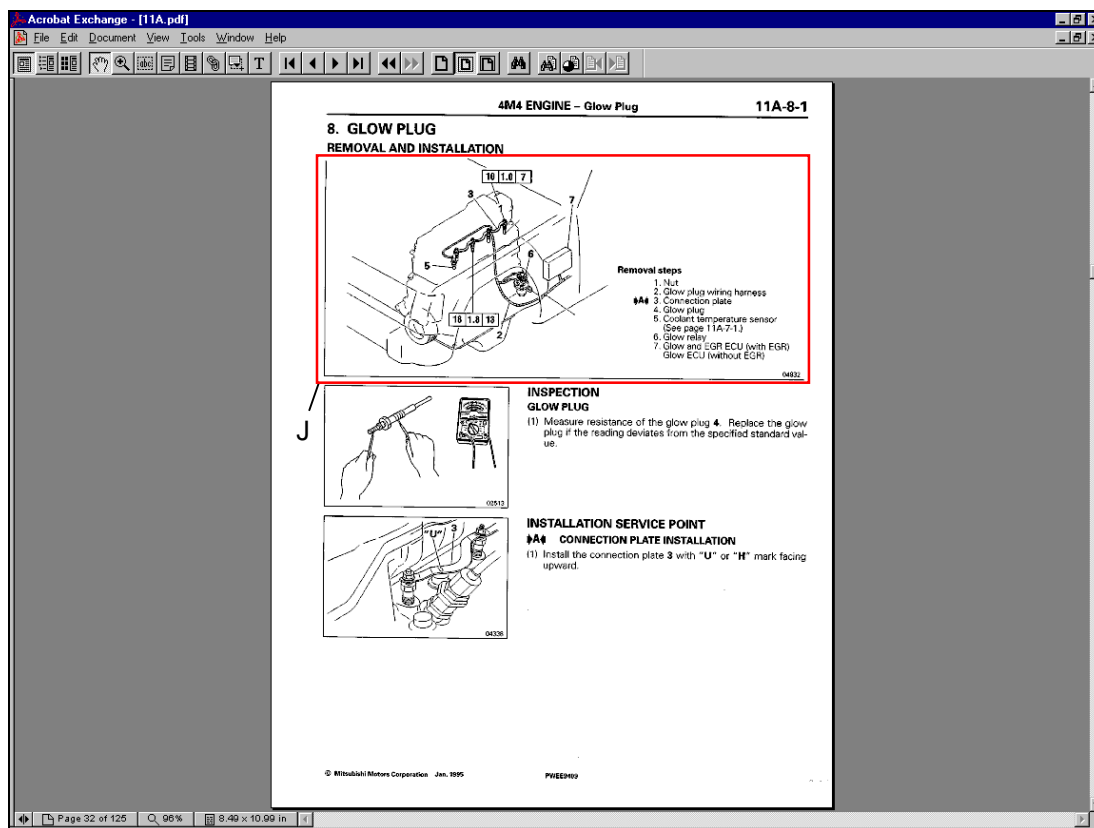 Acrobat Exchange - [11A.pdf]
File Edit Document View Tools Window Help
4M4 ENGINE – Glow Plug 11A-8-1
8. GLOW PLUG
REMOVAL AND INSTALLATION
10 1.0 7
3
1
7
5
6
18 1.8 13
2
Removal steps
1. Nut
2. Glow plug wiring harness
▶A◀ 3. Connection plate
4. Glow plug
5. Coolant temperature sensor
(See page 11A-7-1.)
6. Glow relay
7. Glow and EGR ECU (with EGR)
Glow ECU (without EGR)
04832
J
02513
INSPECTION
GLOW PLUG
(1) Measure resistance of the glow plug 4. Replace the glow
plug if the reading deviates from the specified standard val-
ue.
"U" 3
04336
INSTALLATION SERVICE POINT
▶A◀ CONNECTION PLATE INSTALLATION
(1) Install the connection plate 3 with "U" or "H" mark facing
upward.
© Mitsubishi Motors Corporation Jan. 1995 PWEE9409
Page 32 of 125 96% 8.49 x 10.99 in